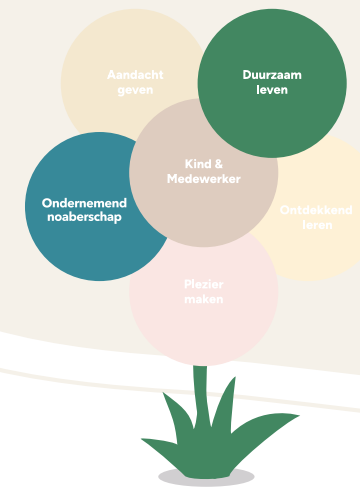 Aandacht
geven
Duurzaam
leven
Kind &
Medewerker
Ondernemend
noaberschap
Ontdekkend
leren
Plezier
maken